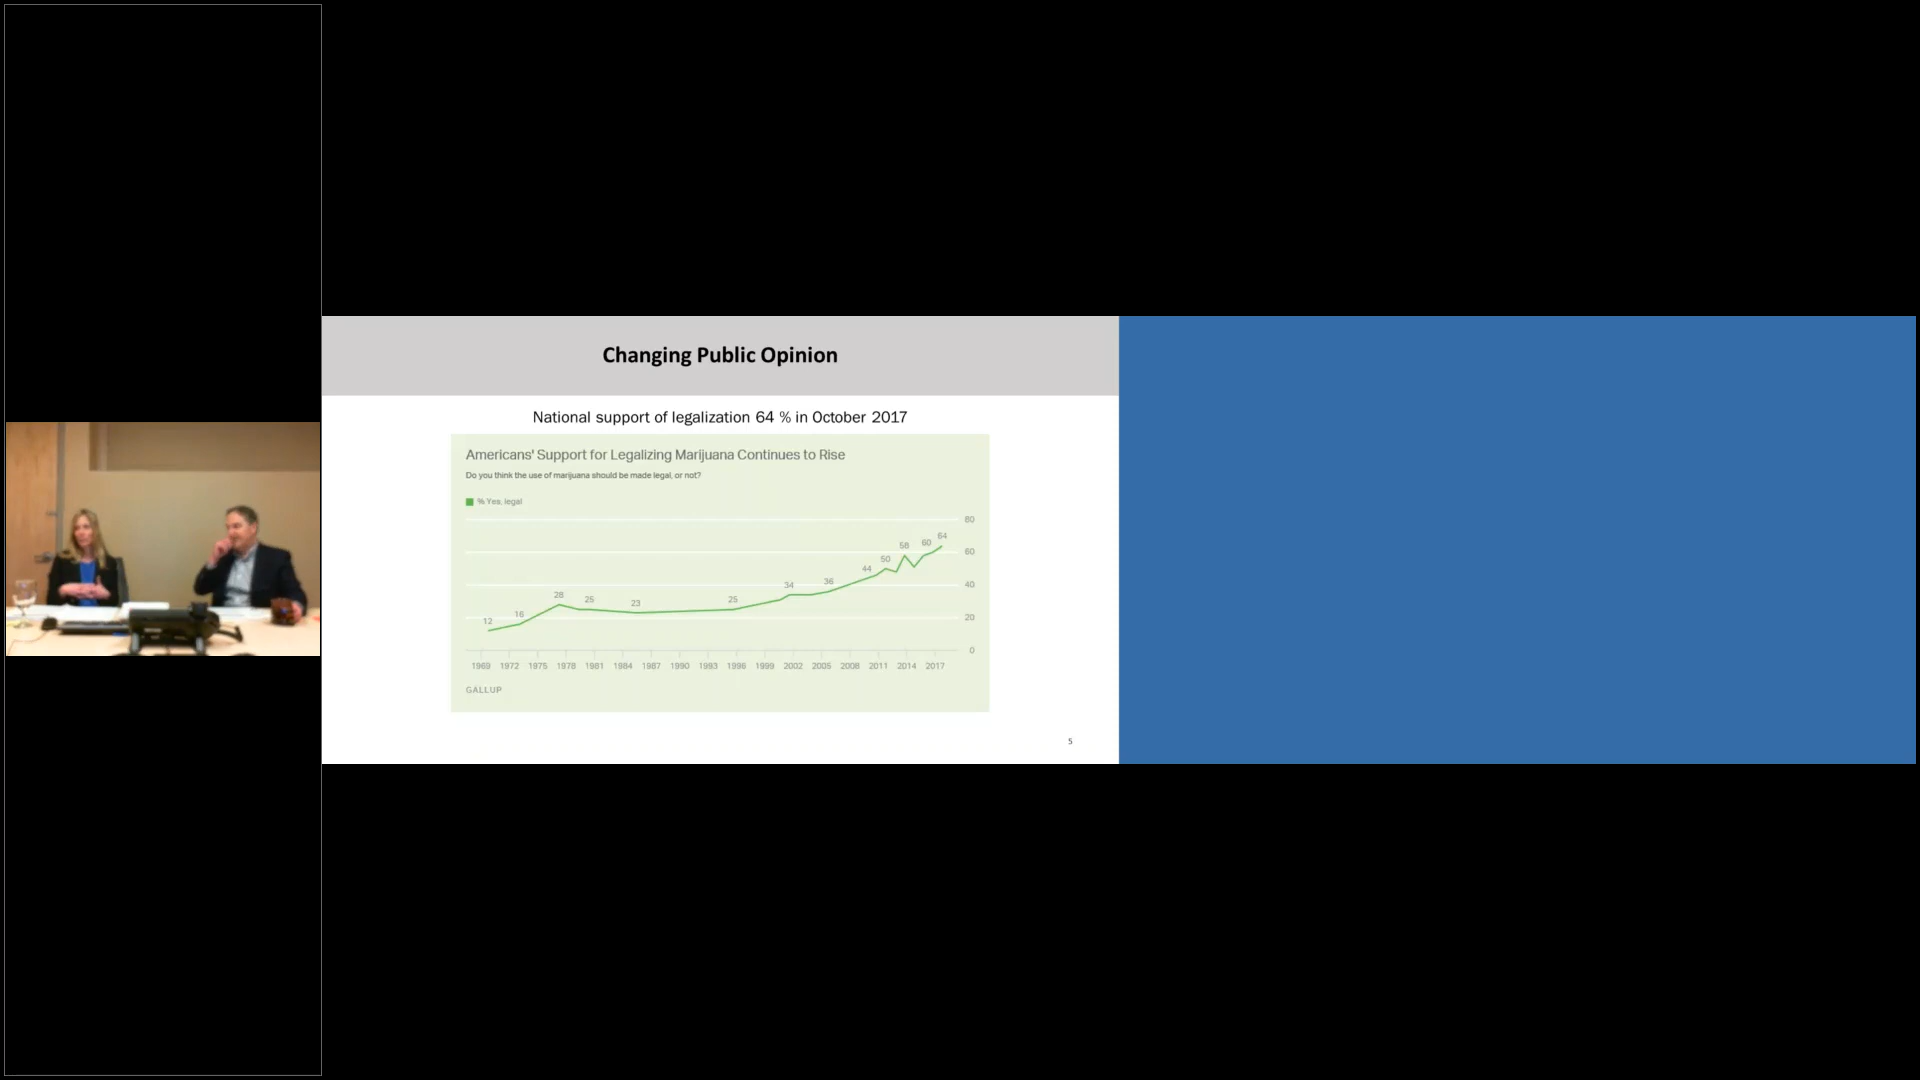 Changing Public Opinion
National support of legalization 64 % in October 2017
Americans' Support for Legalizing Marijuana Continues to Rise
Do you think the use of marijuana should be made legal, or not?
% Yes, legal
80
60
40
20
0
12 16 28 25 23 25 34 36 44 50 58 60 64
1969 1972 1975 1978 1981 1984 1987 1990 1993 1996 1999 2002 2005 2008 2011 2014 2017
GALLUP
5